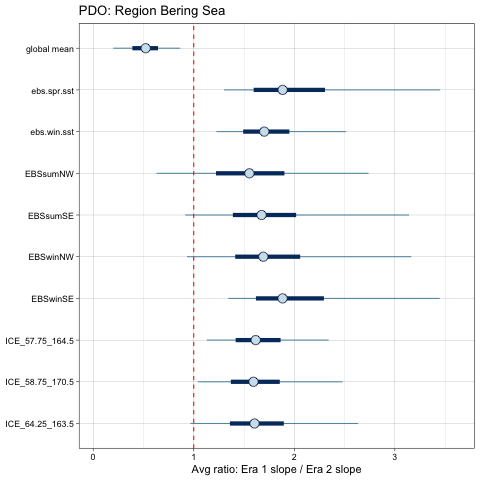 PDO: Region Bering Sea
global mean
ebs.spr.sst
ebs.win.sst
EBSsumNW
EBSsumSE
EBSwinNW
EBSwinSE
ICE_57.75_164.5
ICE_58.75_170.5
ICE_64.25_163.5
0 1 2 3
Avg ratio: Era 1 slope / Era 2 slope